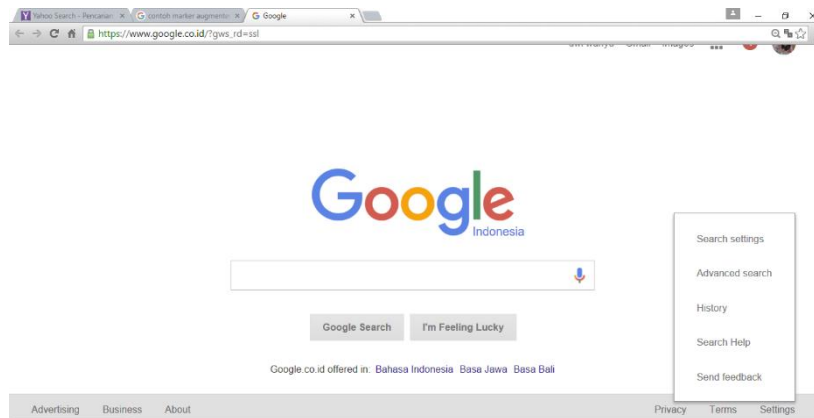 Yahoo Search - Pencarian
contoh marker augmente
Google
https://www.google.co.id/?gws_rd=ssl
Google
Indonesia
Search settings
Advanced search
History
Search Help
Send feedback
Google Search I'm Feeling Lucky
Google.co.id offered in: Bahasa Indonesia Basa Jawa Basa Bali
Advertising Business About Privacy Terms Settings